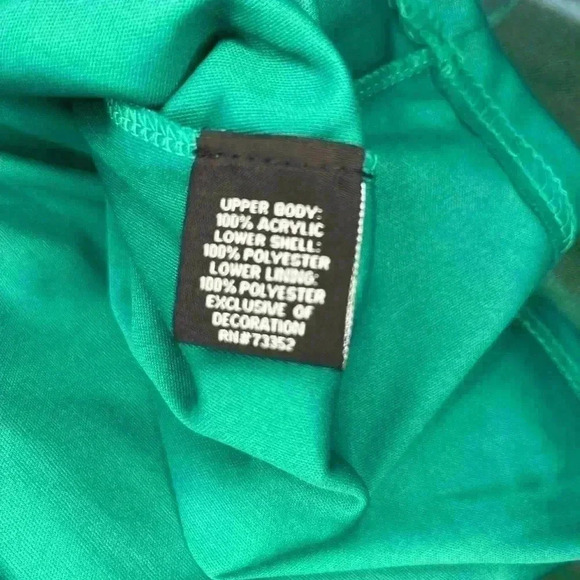 UPPER BODY:
100% ACRYLIC
LOWER SHELL:
100% POLYESTER
LOWER LINING:
100% POLYESTER
EXCLUSIVE OF
DECORATION
RN#73352